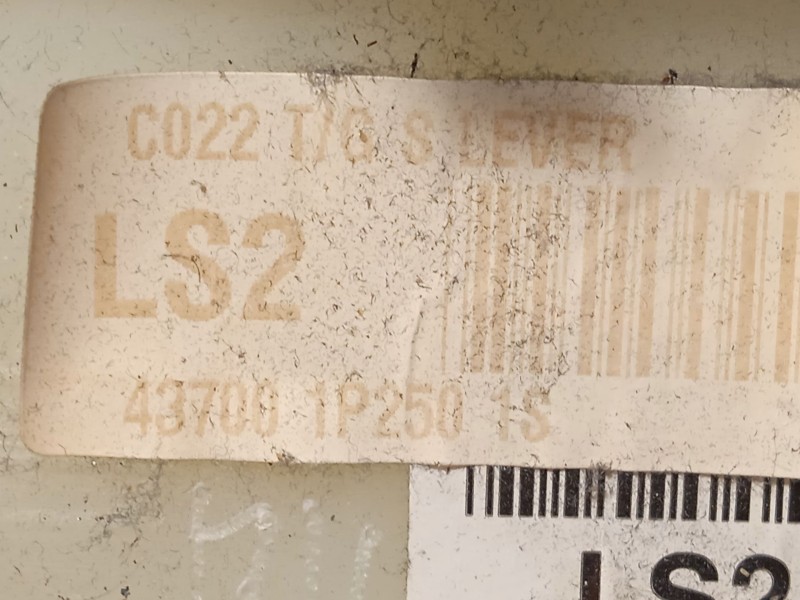 C022 T/G S LEVER
LS2
43700 1P250 1S
LS2